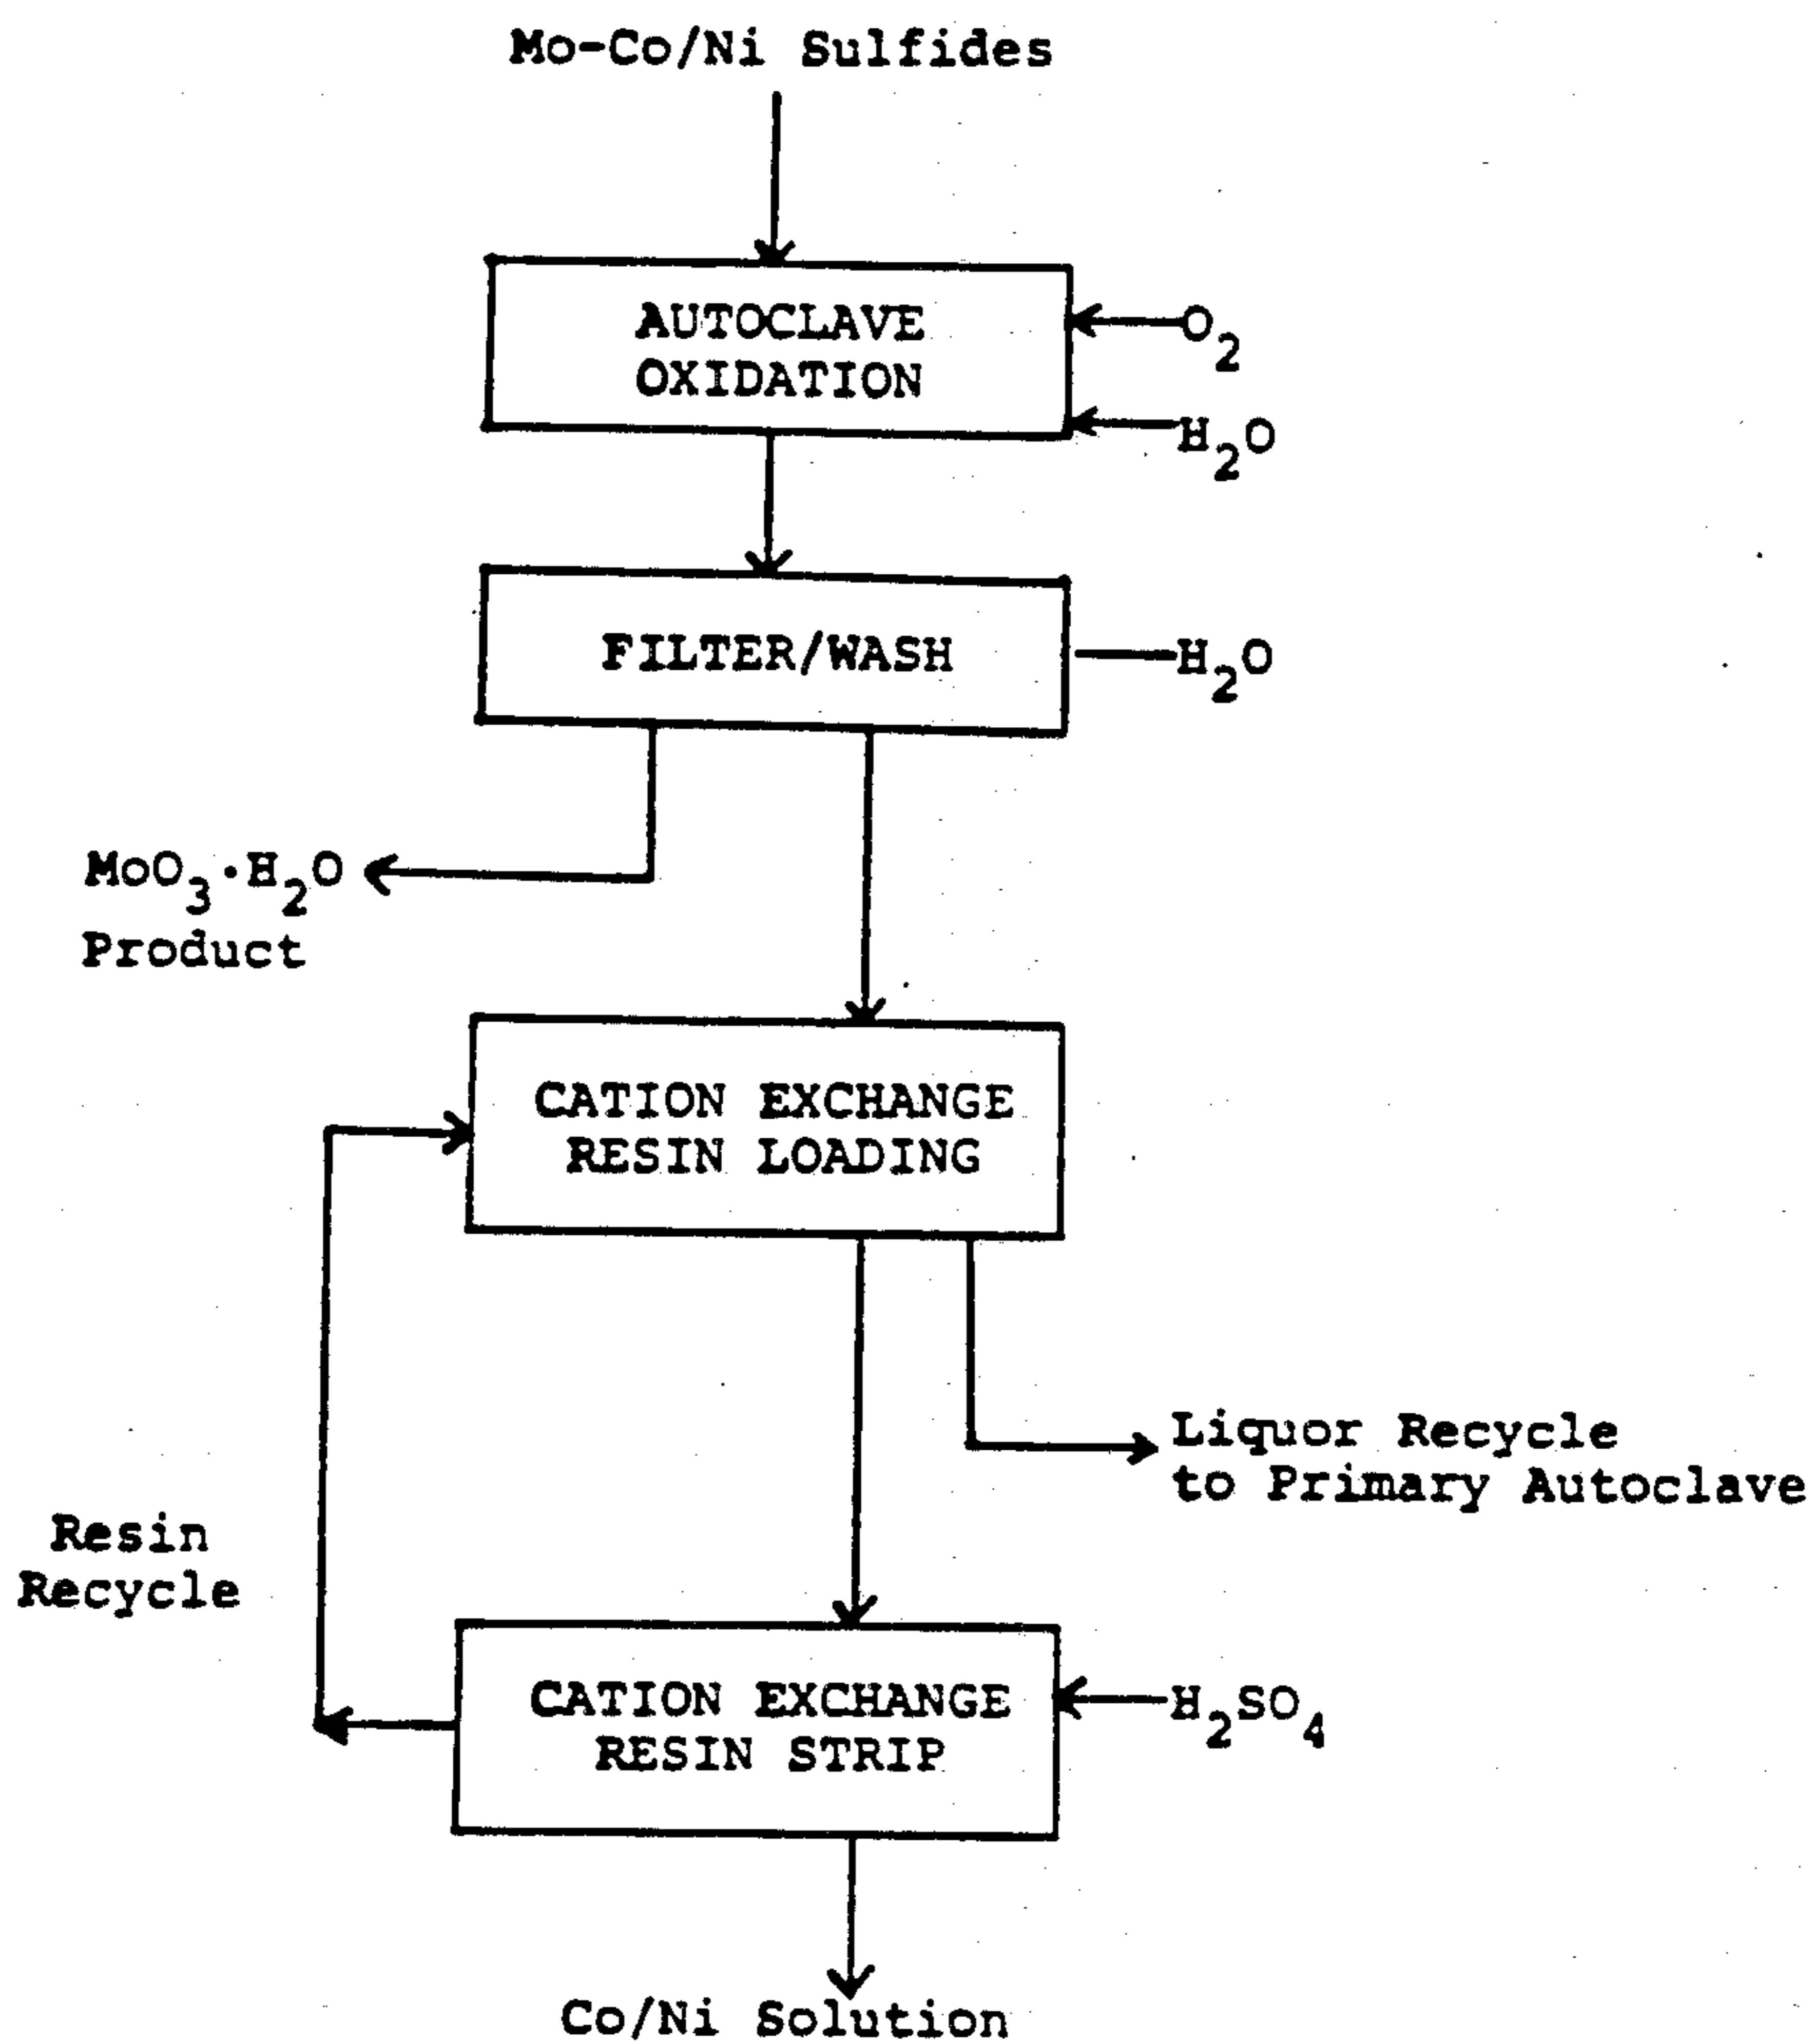 Mo-Co/Ni Sulfides
AUTOCLAVE
OXIDATION
O₂
H₂O
FILTER/WASH
H₂O
MoO₃·H₂O
Product
CATION EXCHANGE
RESIN LOADING
Liquor Recycle
to Primary Autoclave
Resin
Recycle
CATION EXCHANGE
RESIN STRIP
H₂SO₄
Co/Ni Solution